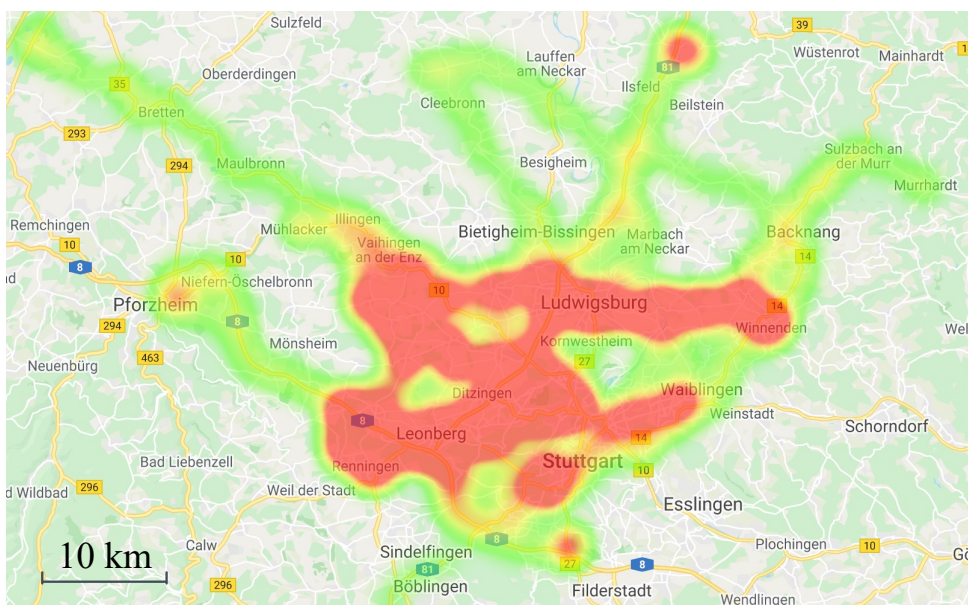 Sulzfeld
39
Lauffen
am Neckar
Wüstenrot
Mainhardt
1
Oberderdingen
81
35
Ilsfeld
Cleebronn
Beilstein
Bretten
293
294
Maulbronn
Besigheim
Sulzbach an
der Murr
Murrhardt
Remchingen
Illingen
Mühlacker
Bietigheim-Bissingen
Marbach
am Neckar
Backnang
10
Vaihingen
an der Enz
10
14
8
d
Niefern-Öschelbronn
10
Pforzheim
Ludwigsburg
14
294
8
Winnenden
Wel
Mönsheim
Kornwestheim
463
27
Neuenbürg
Ditzingen
Waiblingen
Weinstadt
8
Leonberg
14
Schorndorf
Bad Liebenzell
Renningen
Stuttgart
10
d Wildbad
296
Weil der Stadt
Esslingen
Calw
8
Plochingen
10
Gö
10 km
Sindelfingen
81
27
8
Böblingen
296
Filderstadt
Wendlingen